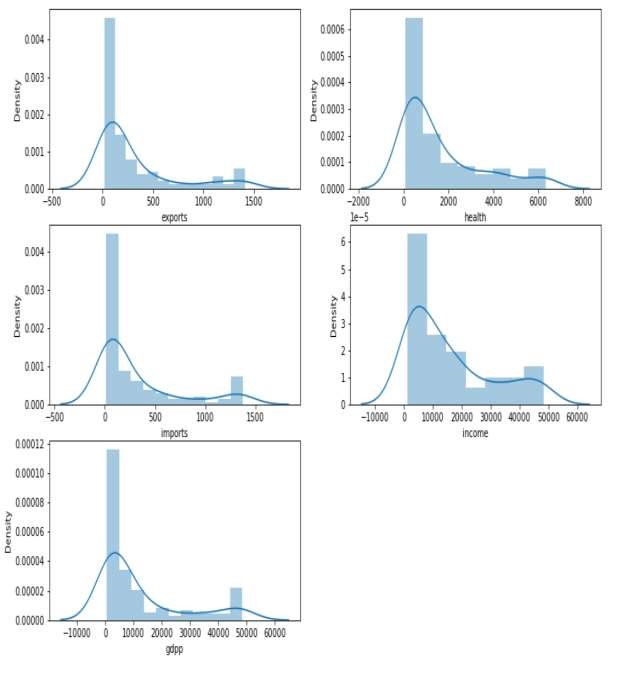 0.004
0.003
0.002
0.001
0.000
Density
-500 0 500 1000 1500
exports
0.0006
0.0005
0.0004
0.0003
0.0002
0.0001
0.0000
Density
-2000 0 2000 4000 6000 8000
health
0.004
0.003
0.002
0.001
0.000
Density
-500 0 500 1000 1500
imports
1e-5
6
5
4
3
2
1
0
Density
-10000 0 10000 20000 30000 40000 50000 60000
income
0.00012
0.00010
0.00008
0.00006
0.00004
0.00002
0.00000
Density
-10000 0 10000 20000 30000 40000 50000 60000
gdpp